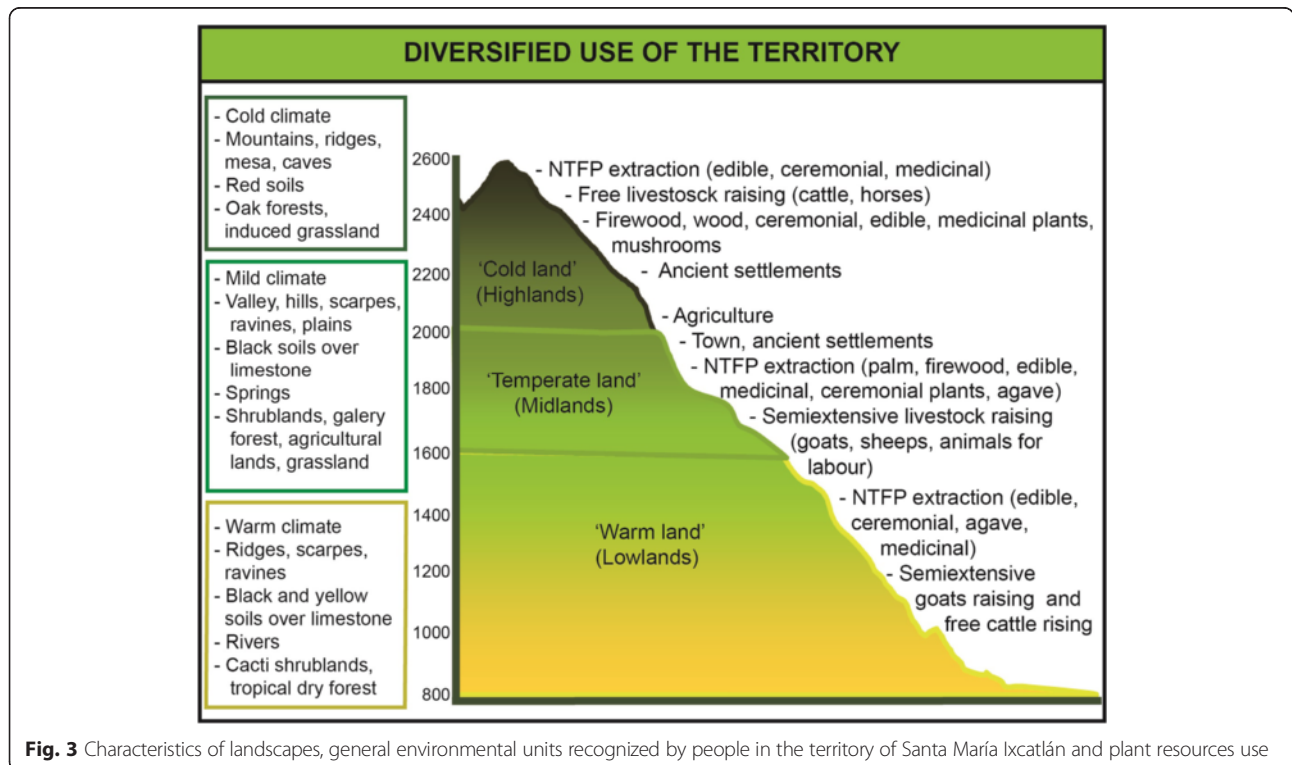 DIVERSIFIED USE OF THE TERRITORY
- Cold climate
- Mountains, ridges,
mesa, caves
- Red soils
- Oak forests,
induced grassland
- Mild climate
- Valley, hills, scarpes,
ravines, plains
- Black soils over
limestone
- Springs
- Shrublands, galery
forest, agricultural
lands, grassland
- Warm climate
- Ridges, scarpes,
ravines
- Black and yellow
soils over limestone
- Rivers
- Cacti shrublands,
tropical dry forest
2600
2400
2200
2000
1800
1600
1400
1200
1000
800
'Cold land'
(Highlands)
'Temperate land'
(Midlands)
'Warm land'
(Lowlands)
- NTFP extraction (edible, ceremonial, medicinal)
- Free livestosck raising (cattle, horses)
- Firewood, wood, ceremonial, edible, medicinal plants,
mushrooms
- Ancient settlements
- Agriculture
- Town, ancient settlements
- NTFP extraction (palm, firewood, edible,
medicinal, ceremonial plants, agave)
- Semiextensive livestock raising
(goats, sheeps, animals for
labour)
- NTFP extraction (edible,
ceremonial, agave,
medicinal)
- Semiextensive
goats raising and
free cattle rising
Fig. 3 Characteristics of landscapes, general environmental units recognized by people in the territory of Santa María Ixcatlán and plant resources use